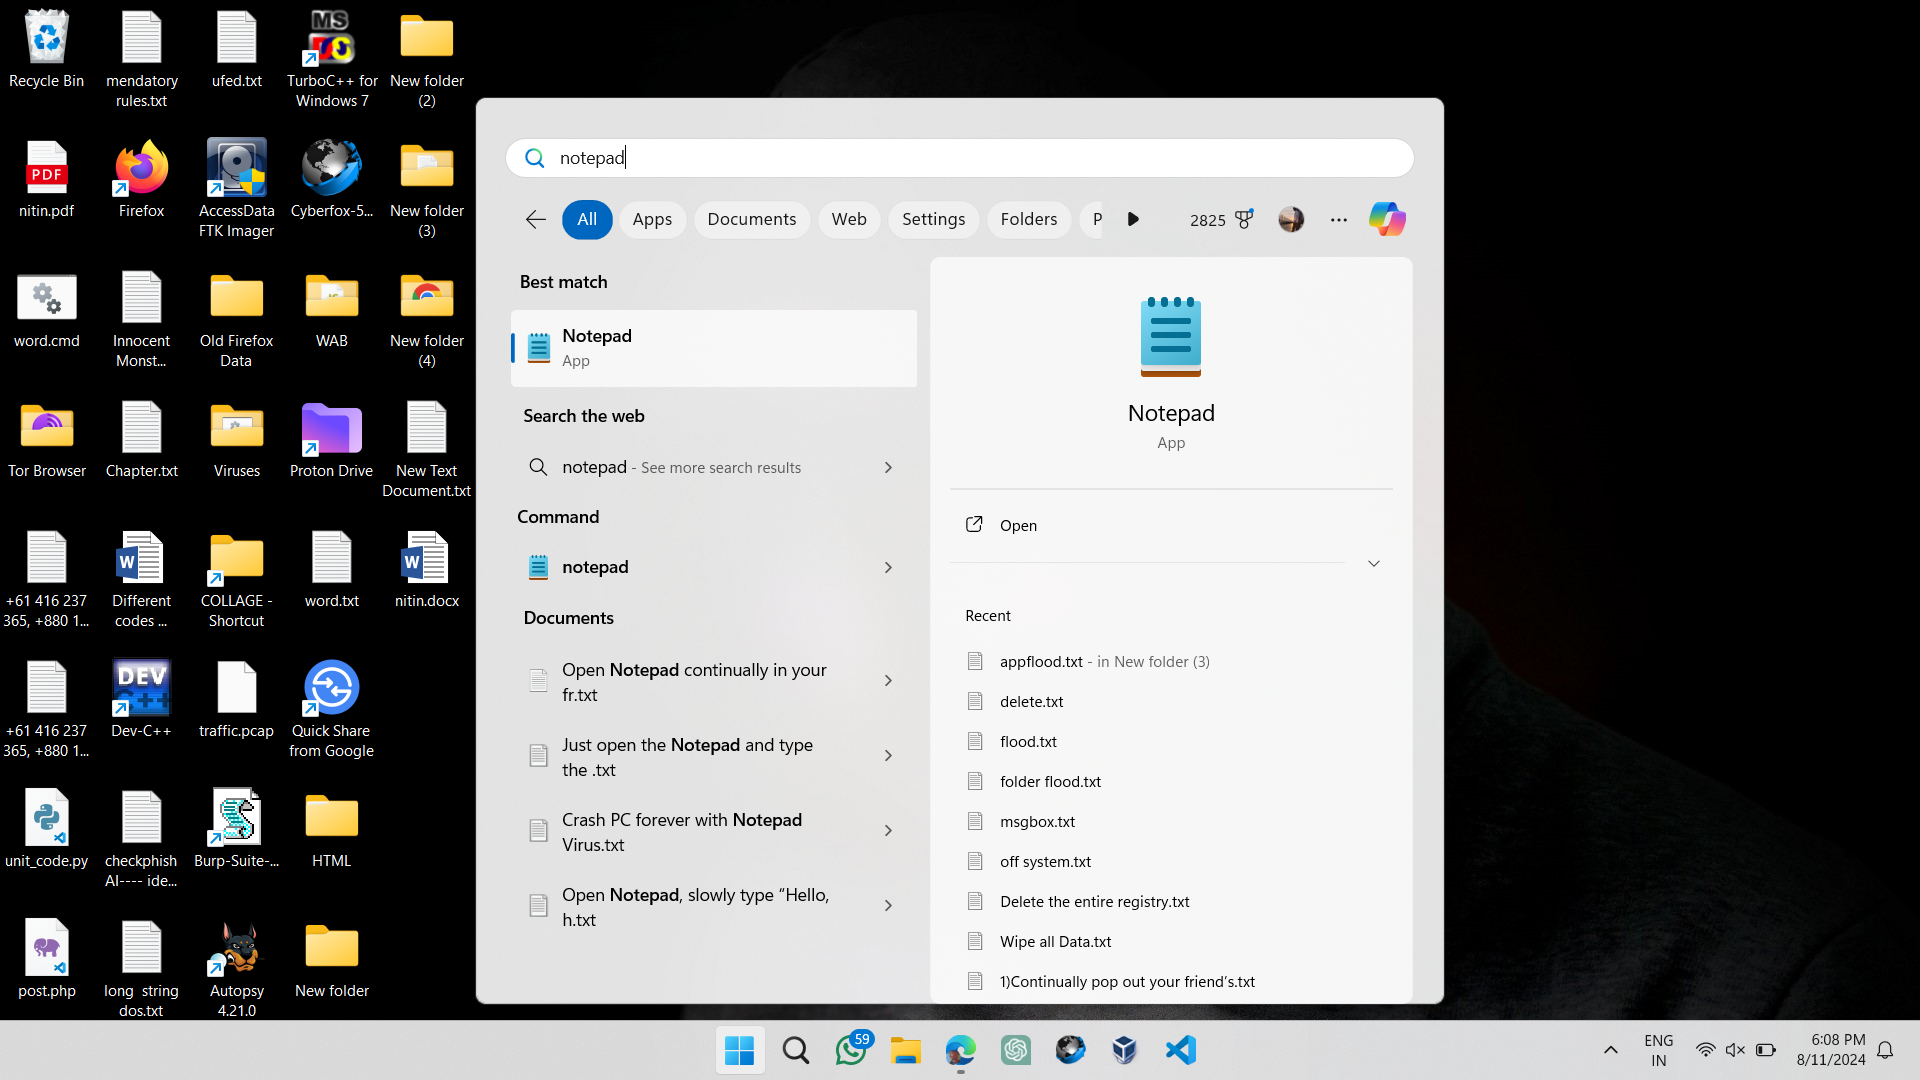 Recycle Bin
mendatory
rules.txt
ufed.txt
MS
TurboC++ for
Windows 7
New folder
(2)
PDF
nitin.pdf
Firefox
AccessData
FTK Imager
Cyberfox-5...
New folder
(3)
word.cmd
Innocent
Monst...
Old Firefox
Data
WAB
New folder
(4)
Tor Browser
Chapter.txt
Viruses
Proton Drive
New Text
Document.txt
+61 416 237
365, +880 1...
W
Different
codes ...
COLLAGE -
Shortcut
word.txt
W
nitin.docx
+61 416 237
365, +880 1...
DEV
C++
Dev-C++
traffic.pcap
Quick Share
from Google
unit_code.py
checkphish
AI---- ide...
Burp-Suite-...
HTML
post.php
long string
dos.txt
Autopsy
4.21.0
New folder
notepad
All
Apps
Documents
Web
Settings
Folders
P
2825
Best match
Notepad
App
Search the web
notepad - See more search results
Command
notepad
Documents
Open Notepad continually in your
fr.txt
Just open the Notepad and type
the .txt
Crash PC forever with Notepad
Virus.txt
Open Notepad, slowly type “Hello,
h.txt
Notepad
App
Open
Recent
appflood.txt - in New folder (3)
delete.txt
flood.txt
folder flood.txt
msgbox.txt
off system.txt
Delete the entire registry.txt
Wipe all Data.txt
1)Continually pop out your friend’s.txt
59
ENG
IN
6:08 PM
8/11/2024